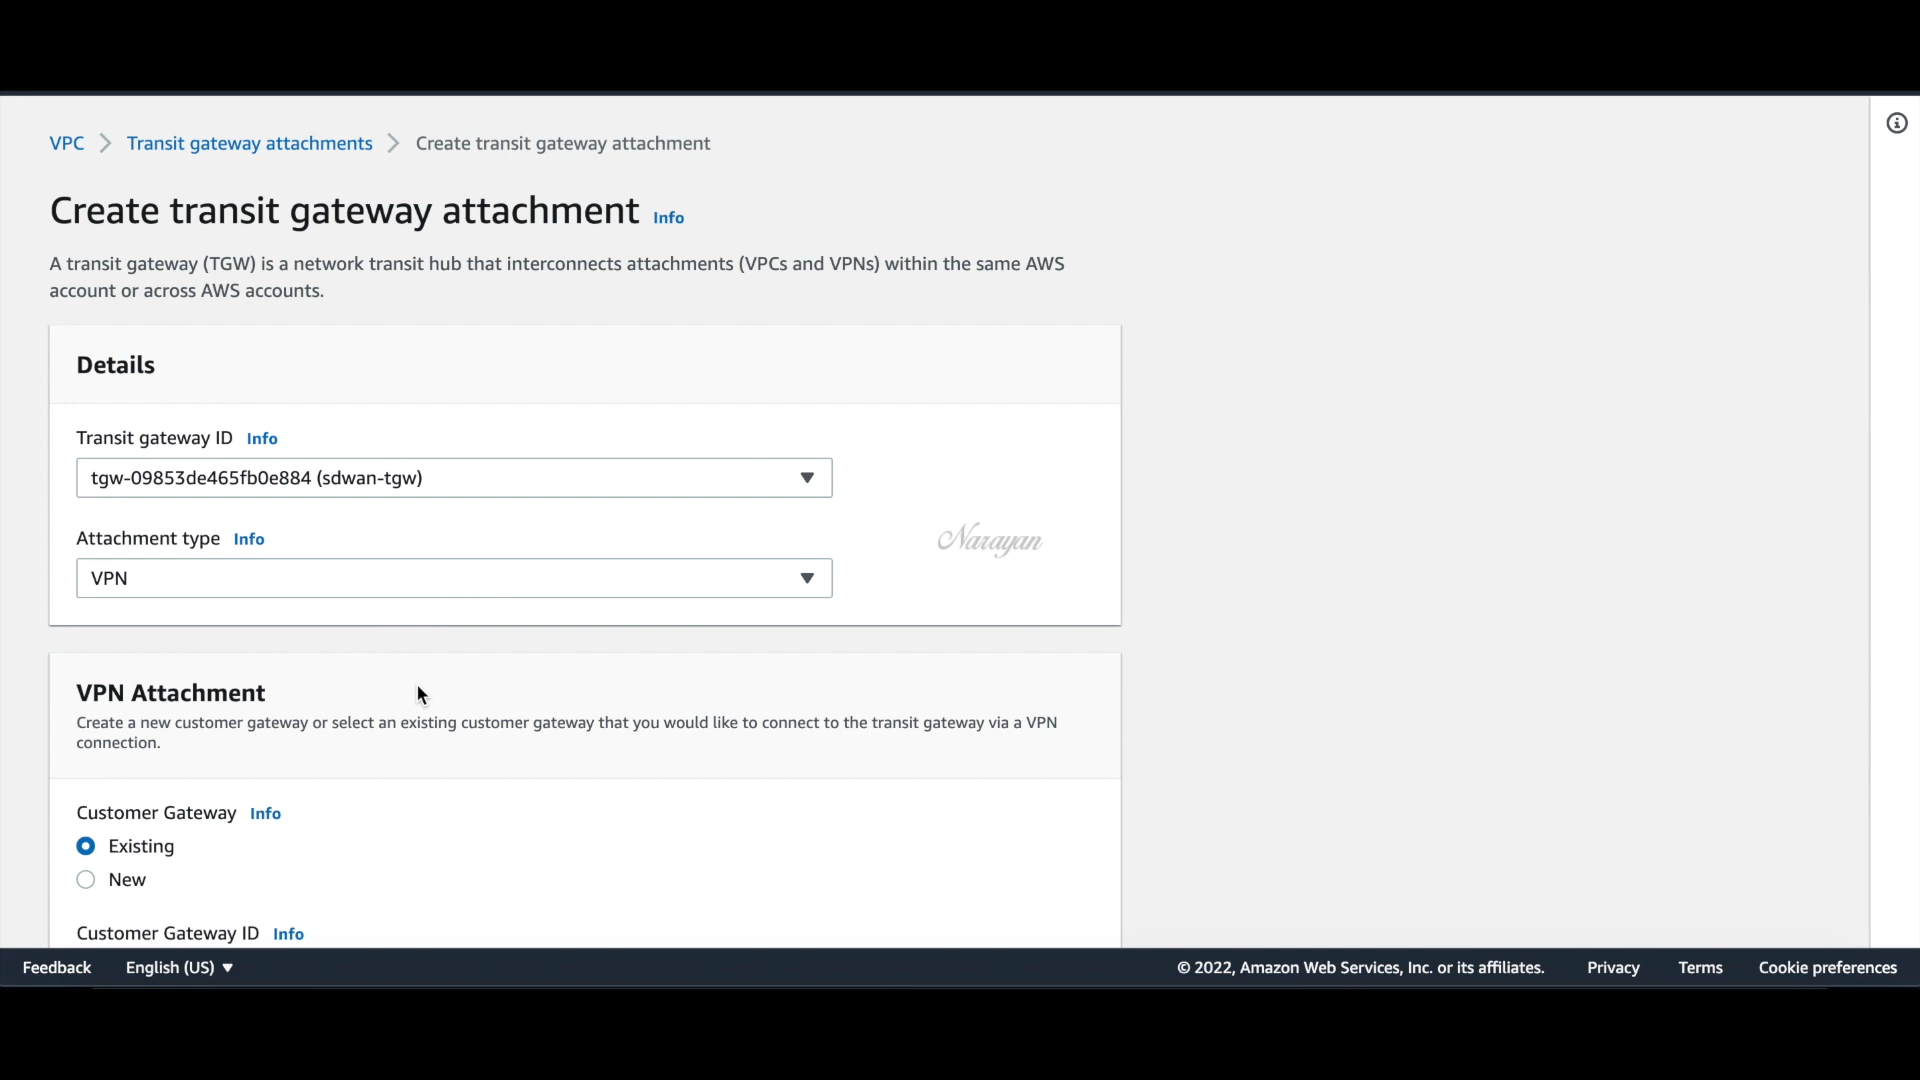 VPC > Transit gateway attachments > Create transit gateway attachment
Create transit gateway attachment Info
A transit gateway (TGW) is a network transit hub that interconnects attachments (VPCs and VPNs) within the same AWS
account or across AWS accounts.
Details
Transit gateway ID Info
tgw-09853de465fb0e884 (sdwan-tgw)
Attachment type Info
VPN
Narayan
VPN Attachment
Create a new customer gateway or select an existing customer gateway that you would like to connect to the transit gateway via a VPN
connection.
Customer Gateway Info
Existing
New
Customer Gateway ID Info
Feedback English (US) © 2022, Amazon Web Services, Inc. or its affiliates. Privacy Terms Cookie preferences